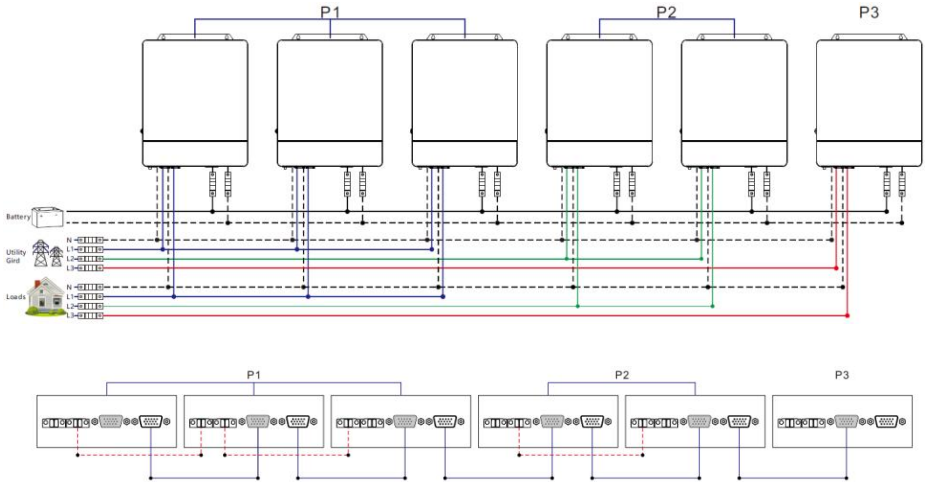 P1 P2 P3
Battery
N
Utility L1
Gird L2
L3
N
Loads L1
L2
L3
P1 P2 P3